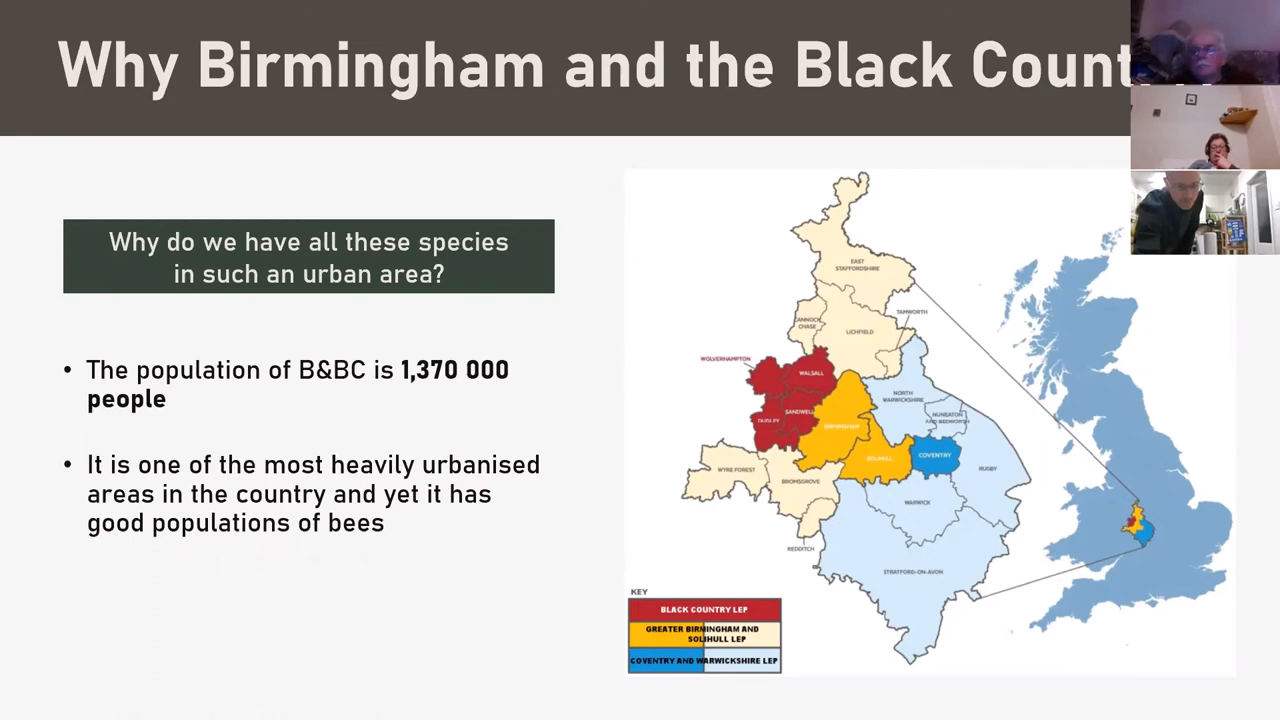 Why Birmingham and the Black Count
Why do we have all these species
in such an urban area?
• The population of B&BC is 1,370 000
people
• It is one of the most heavily urbanised
areas in the country and yet it has
good populations of bees
EAST
STAFFORDSHIRE
CANNOCK
CHASE
TAMWORTH
LICHFIELD
WOLVERHAMPTON
WALSALL
NORTH
WARWICKSHIRE
SANDWELL
DUDLEY
NUNEATON
AND BEDWORTH
BIRMINGHAM
SOLIHULL
COVENTRY
WYRE FOREST
BROMSGROVE
RUGBY
WARWICK
REDDITCH
STRATFORD-ON-AVON
KEY
BLACK COUNTRY LEP
GREATER BIRMINGHAM AND
SOLIHULL LEP
COVENTRY AND WARWICKSHIRE LEP